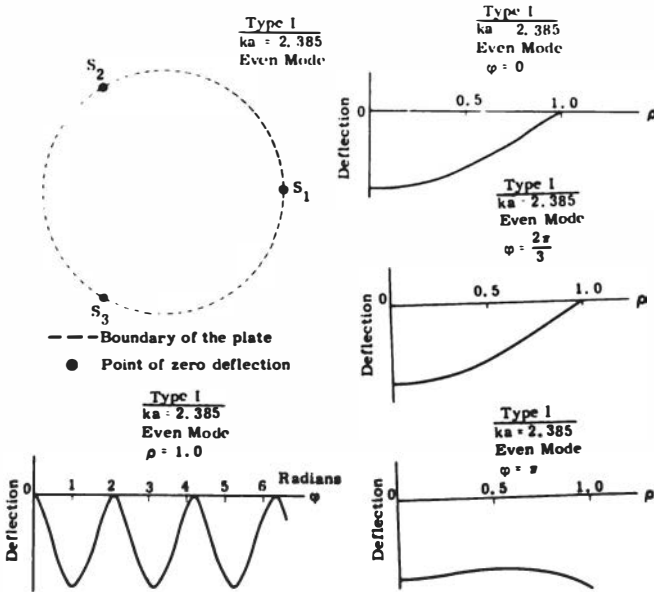 Type I
ka = 2.385
Even Mode
S2
S1
S3
Boundary of the plate
Point of zero deflection
Type I
ka 2.385
Even Mode
φ = 0
0
0.5
1.0
ρ
Deflection
Type I
ka - 2.385
Even Mode
φ = 2π/3
0
0.5
1.0
ρ
Deflection
Type I
ka = 2.385
Even Mode
ρ = 1.0
Radians
0
1
2
3
4
5
6
φ
Deflection
Type I
ka = 2.385
Even Mode
φ = π
0
0.5
1.0
ρ
Deflection